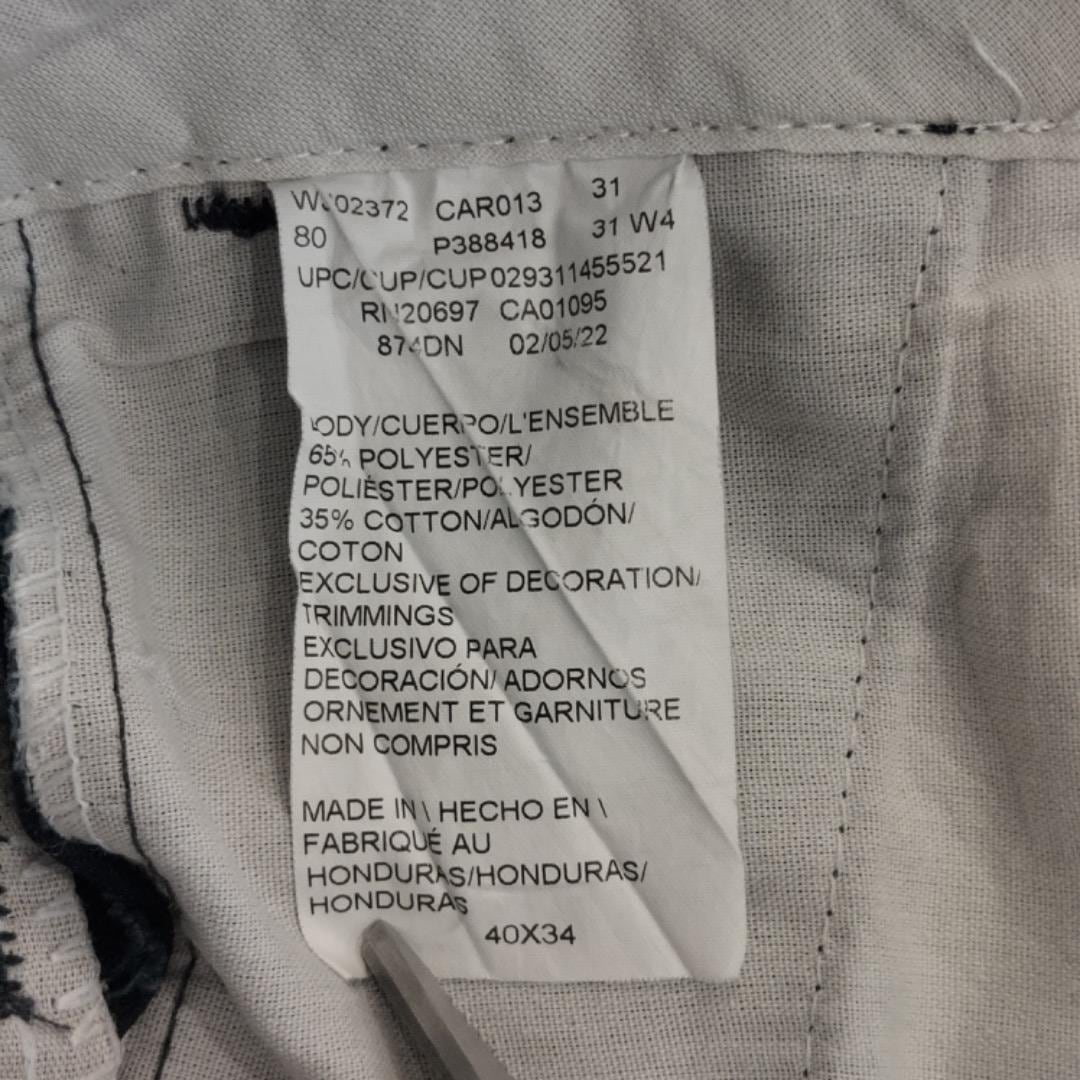 CAR013 31
80 P388418 31 W4
UPC/CUP/CUP 029311455521
RN20697 CA01095
874DN 02/05/22
BODY/CUERPO/L'ENSEMBLE
65% POLYESTER/
POLIÉSTER/POLYESTER
35% COTTON/ALGODÓN/
COTON
EXCLUSIVE OF DECORATION/
TRIMMINGS
EXCLUSIVO PARA
DECORACIÓN/ ADORNOS
ORNEMENT ET GARNITURE
NON COMPRIS
MADE IN \ HECHO EN \
FABRIQUÉ AU
HONDURAS/HONDURAS/
HONDURAS
40X34